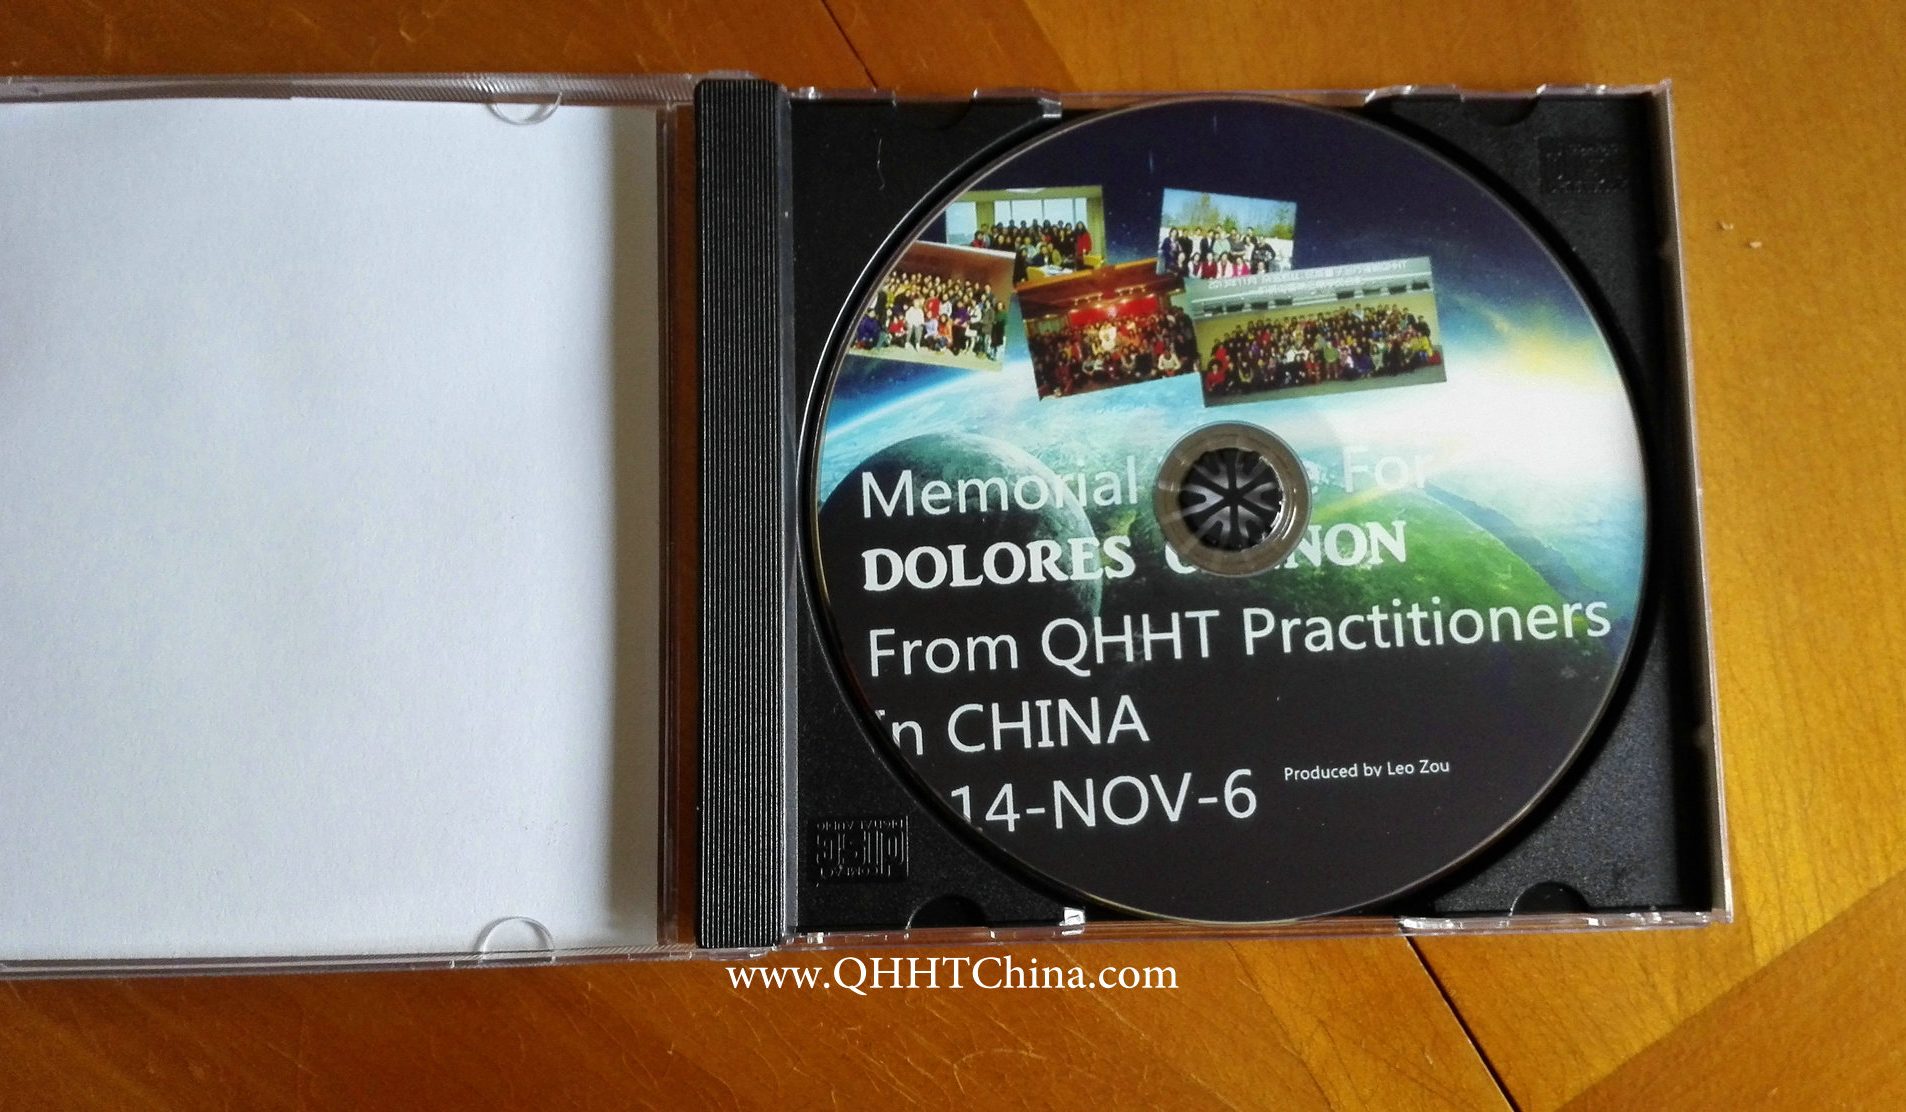 Memorial For
DOLORES
From QHHT Practitioners
in CHINA
14-NOV-6
Produced by Leo Zou
www.QHHTChina.com